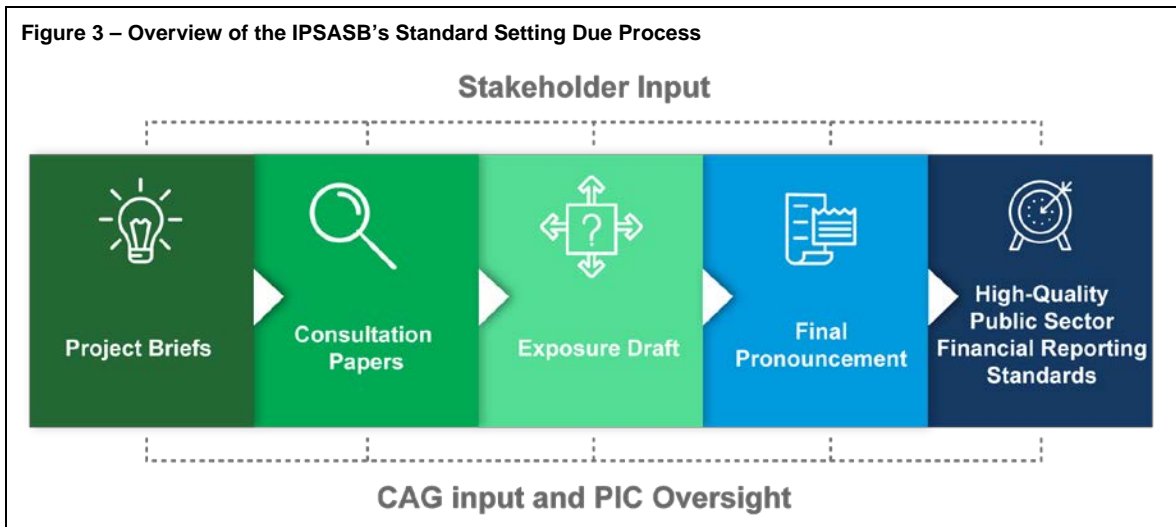 Figure 3 – Overview of the IPSASB's Standard Setting Due Process
Stakeholder Input
Project Briefs
Consultation
Papers
?
Exposure Draft
Final
Pronouncement
High-Quality
Public Sector
Financial Reporting
Standards
CAG input and PIC Oversight